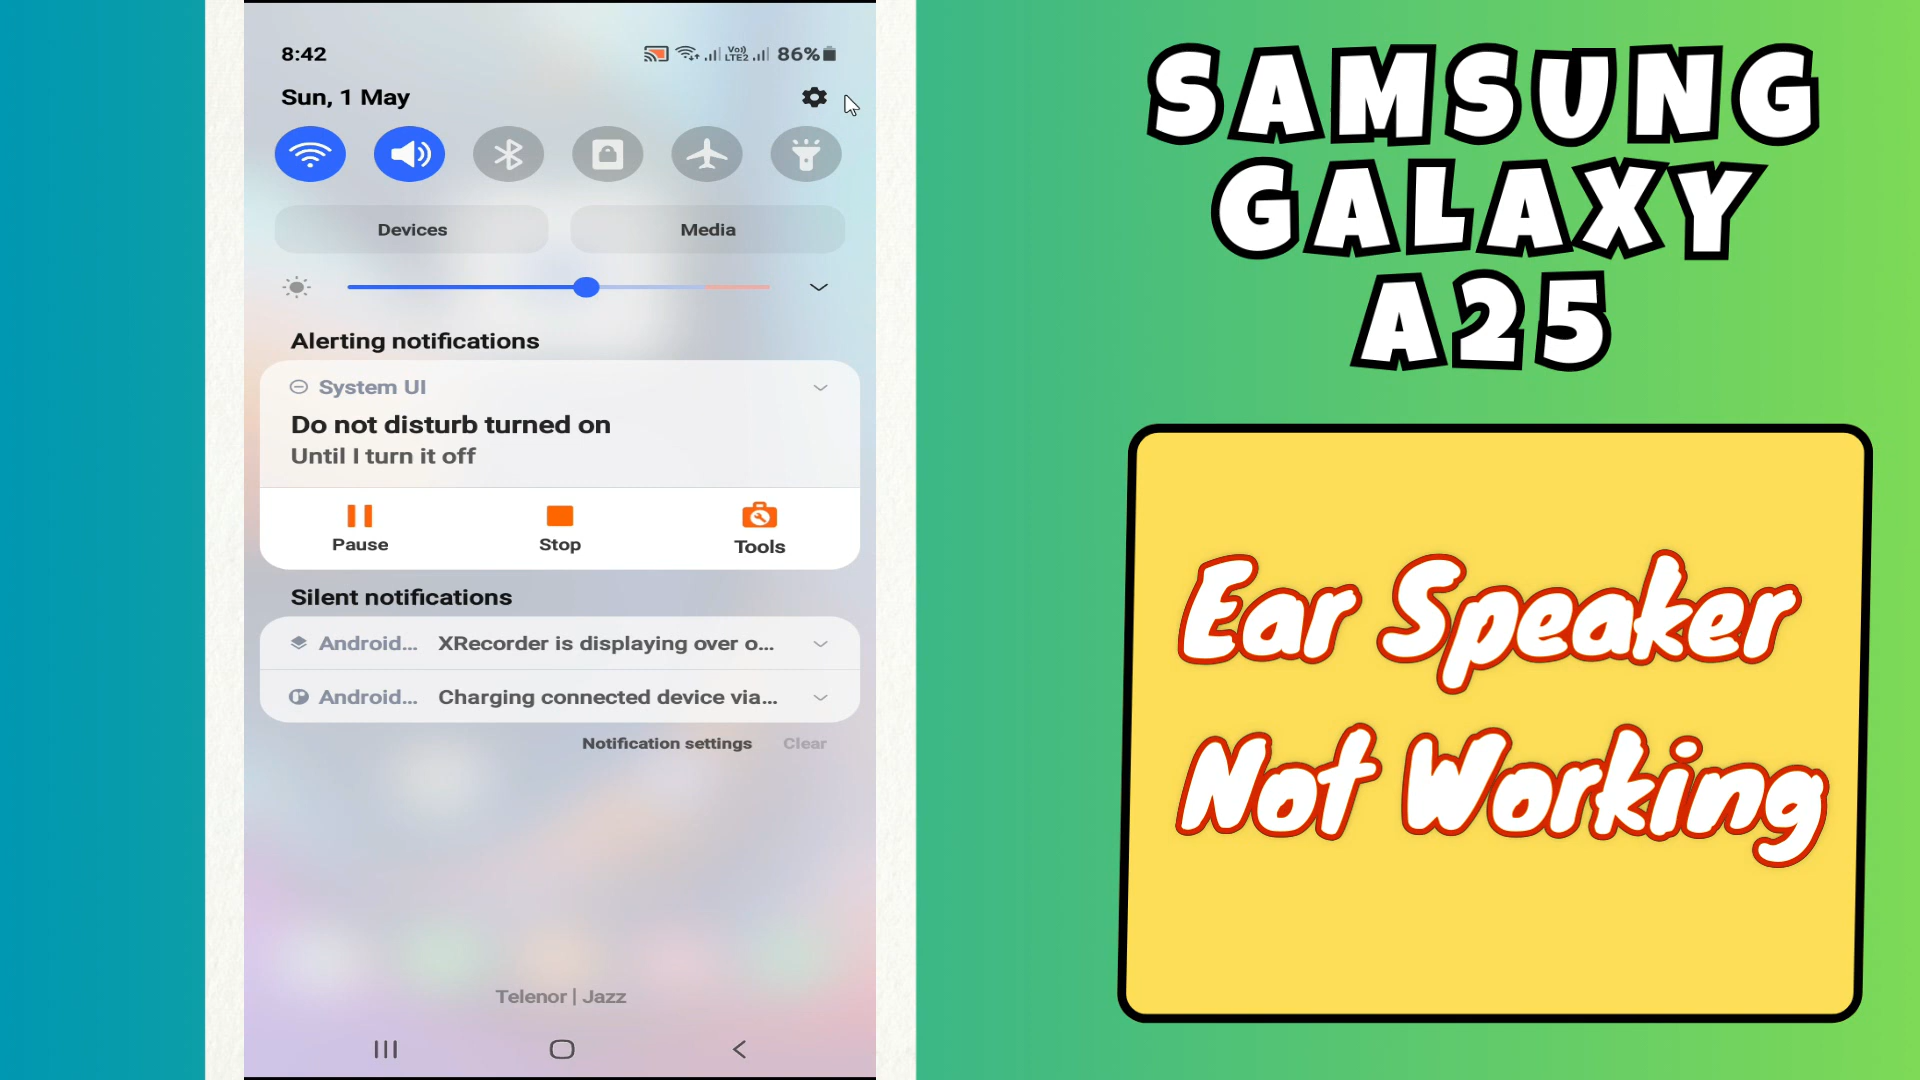 8:42
Vo))
LTE2
86%
Sun, 1 May
Devices
Media
Alerting notifications
System UI
Do not disturb turned on
Until I turn it off
Pause
Stop
Tools
Silent notifications
Android... XRecorder is displaying over o...
Android... Charging connected device via...
Notification settings
Clear
Telenor | Jazz
SAMSUNG
GALAXY
A25
Ear Speaker
Not Working